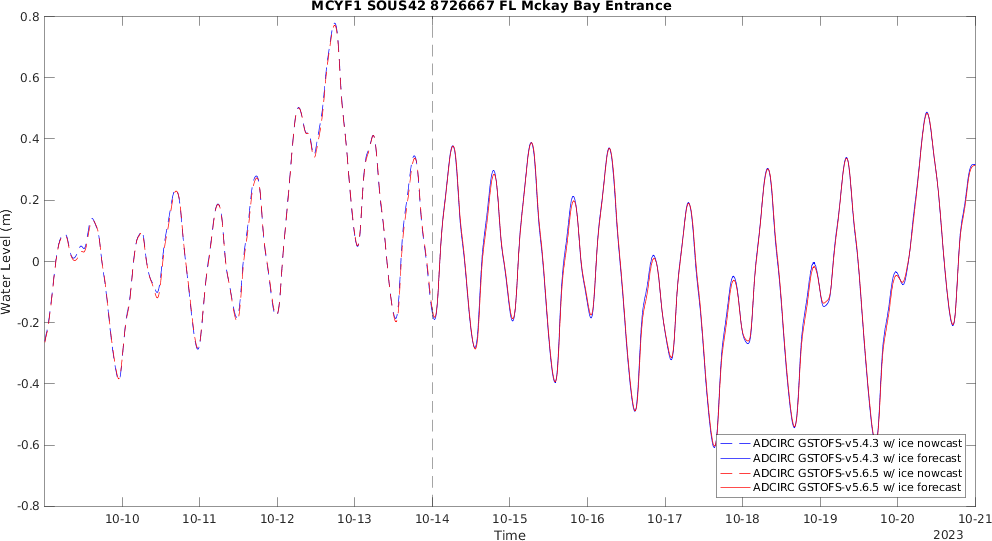 MCYF1 SOUS42 8726667 FL Mckay Bay Entrance
0.8
0.6
0.4
0.2
0
-0.2
-0.4
-0.6
-0.8
Water Level (m)
ADCIRC GSTOFS-v5.4.3 w/ ice nowcast
ADCIRC GSTOFS-v5.4.3 w/ ice forecast
ADCIRC GSTOFS-v5.6.5 w/ ice nowcast
ADCIRC GSTOFS-v5.6.5 w/ ice forecast
10-10 10-11 10-12 10-13 10-14 10-15 10-16 10-17 10-18 10-19 10-20 10-21
Time
2023